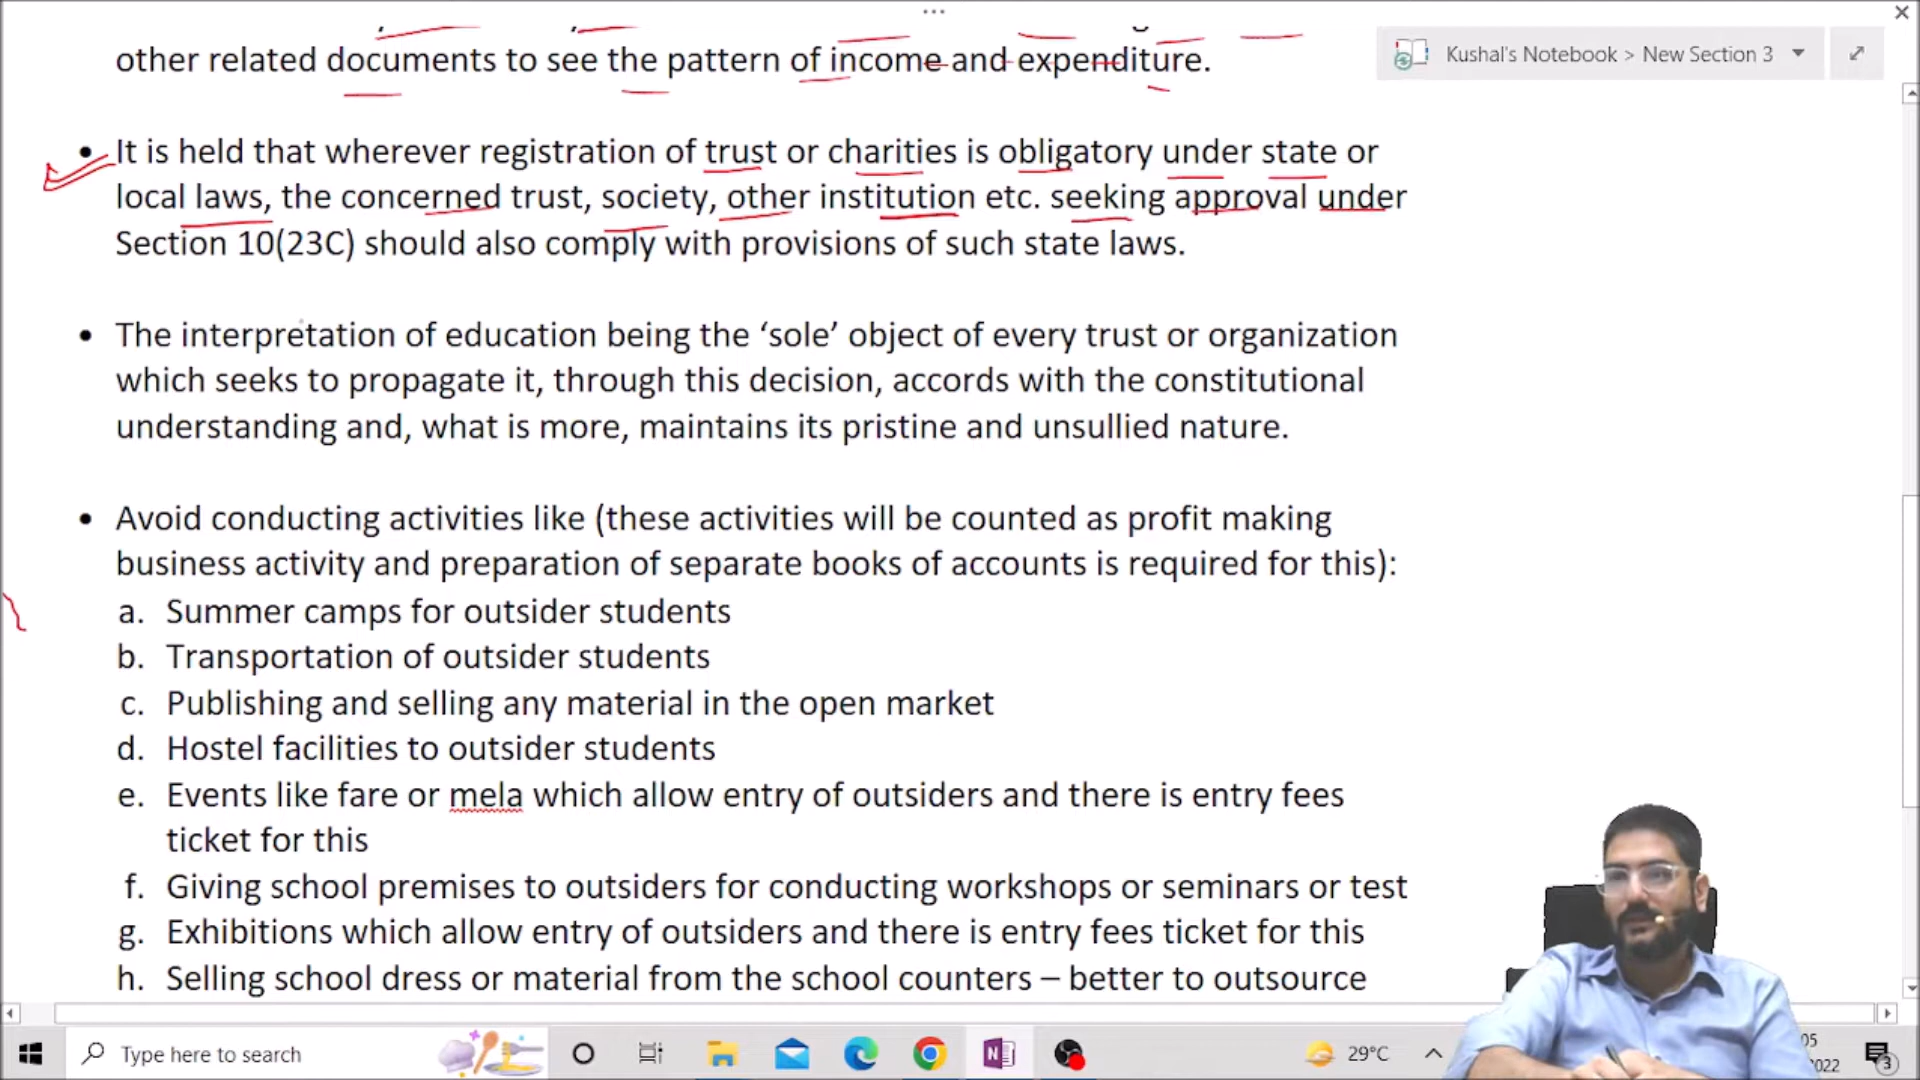 other related documents to see the pattern of income and expenditure.
Kushal's Notebook > New Section 3
• It is held that wherever registration of trust or charities is obligatory under state or
local laws, the concerned trust, society, other institution etc. seeking approval under
Section 10(23C) should also comply with provisions of such state laws.
• The interpretation of education being the ‘sole’ object of every trust or organization
which seeks to propagate it, through this decision, accords with the constitutional
understanding and, what is more, maintains its pristine and unsullied nature.
• Avoid conducting activities like (these activities will be counted as profit making
business activity and preparation of separate books of accounts is required for this):
a. Summer camps for outsider students
b. Transportation of outsider students
c. Publishing and selling any material in the open market
d. Hostel facilities to outsider students
e. Events like fare or mela which allow entry of outsiders and there is entry fees
ticket for this
f. Giving school premises to outsiders for conducting workshops or seminars or test
g. Exhibitions which allow entry of outsiders and there is entry fees ticket for this
h. Selling school dress or material from the school counters – better to outsource
Type here to search
29°C
05
2022
3